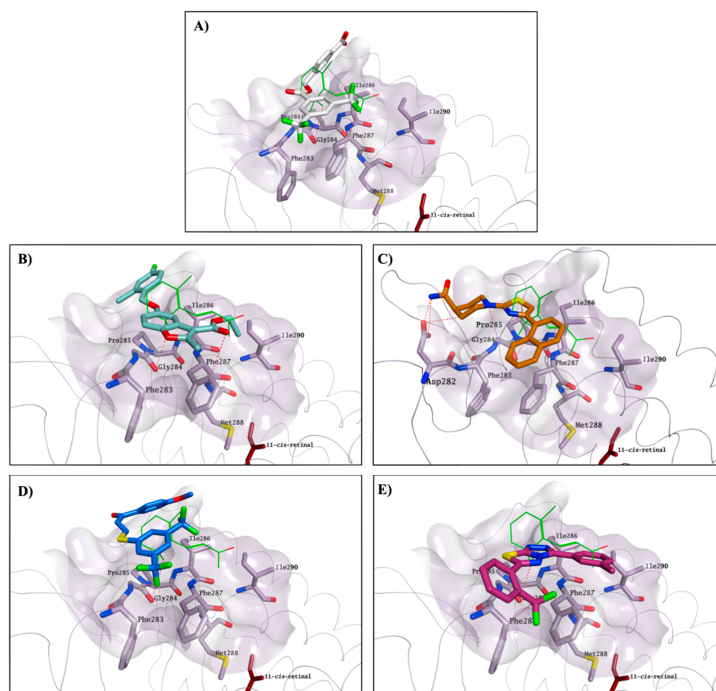 A)
Ile286
Ile290
Pro285
Gly284
Phe287
Phe283
Met288
11-cis-retinal
B)
Ile286
Ile290
Pro285
Gly284
Phe287
Phe283
Met288
11-cis-retinal
C)
Ile286
Pro285
Ile290
Gly284
Phe287
Phe283
Asp282
Met288
11-cis-retinal
D)
Ile286
Ile290
Pro285
Gly284
Phe287
Phe283
Met288
11-cis-retinal
E)
Ile286
Ile290
Pro285
Phe287
Met288
11-cis-retinal